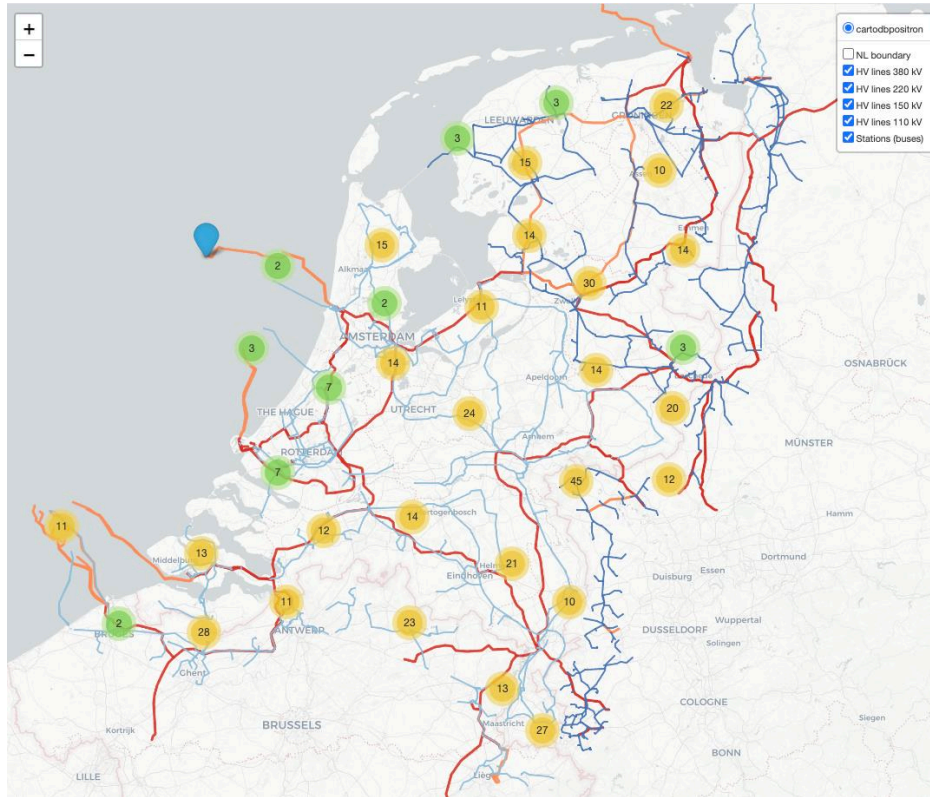 +
−
cartodbpositron
NL boundary
HV lines 380 kV
HV lines 220 kV
HV lines 150 kV
HV lines 110 kV
Stations (buses)
3
LEEUWARDEN
22
3
15
10
Emmen
14
14
15
Alkmaar
2
30
2
11
AMSTERDAM
3
3
14
14
OSNABRÜCK
Apeldoorn
7
20
THE HAGUE
UTRECHT
24
Arnhem
MÜNSTER
ROTTERDAM
7
45
12
14
Hamm
11
12
13
Dortmund
21
Essen
Eindhoven
Duisburg
11
10
Wuppertal
2
28
ANTWERP
23
DUSSELDORF
Solingen
Ghent
13
COLOGNE
Maastricht
Siegen
BRUSSELS
27
Kortrijk
BONN
LILLE
Liège